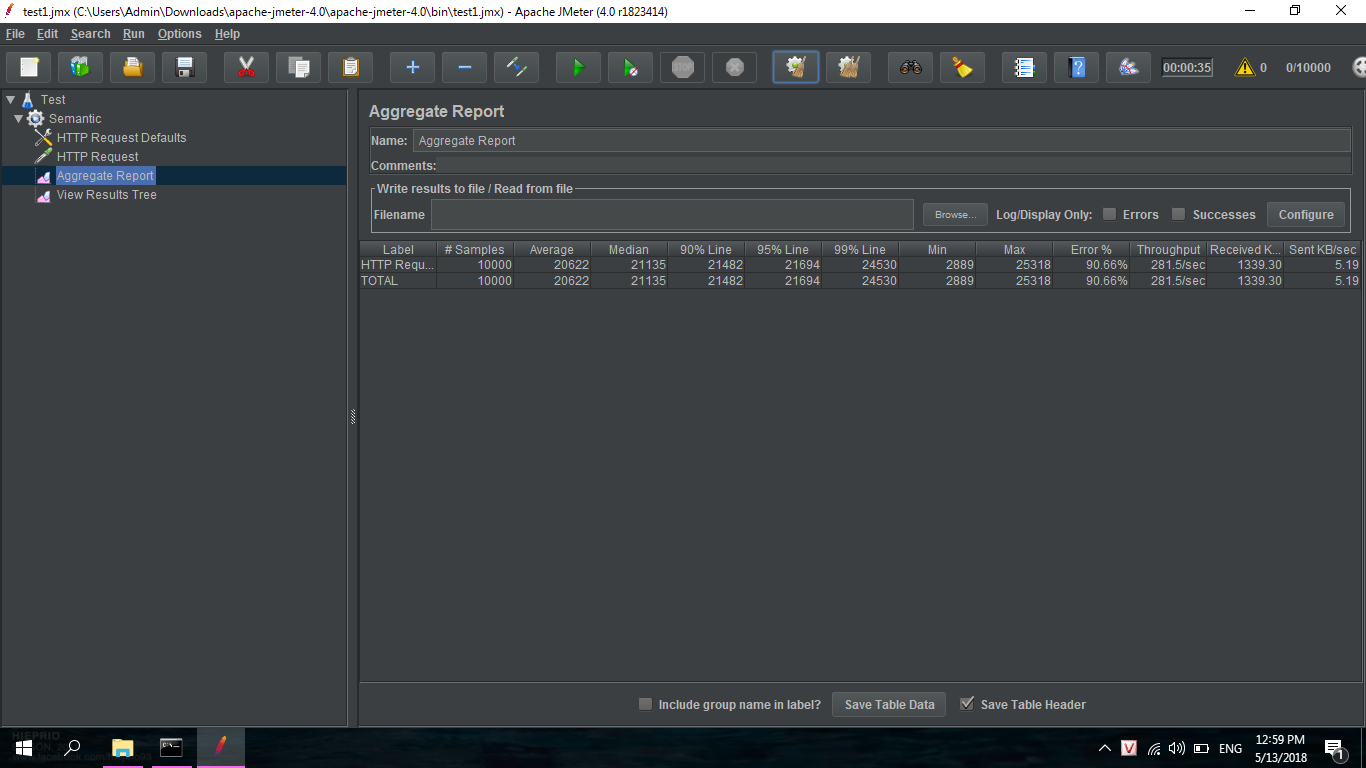 test1.jmx (C:\Users\Admin\Downloads\apache-jmeter-4.0\apache-jmeter-4.0\bin\test1.jmx) - Apache JMeter (4.0 r1823414)
File Edit Search Run Options Help
STOP 00:00:35 0 0/10000
Test
Semantic
HTTP Request Defaults
HTTP Request
Aggregate Report
View Results Tree
Aggregate Report
Name: Aggregate Report
Comments:
Write results to file / Read from file
Filename Browse... Log/Display Only: Errors Successes Configure
Label # Samples Average Median 90% Line 95% Line 99% Line Min Max Error % Throughput Received K... Sent KB/sec
HTTP Requ... 10000 20622 21135 21482 21694 24530 2889 25318 90.66% 281.5/sec 1339.30 5.19
TOTAL 10000 20622 21135 21482 21694 24530 2889 25318 90.66% 281.5/sec 1339.30 5.19
Include group name in label? Save Table Data Save Table Header
V ENG 12:59 PM
5/13/2018 1